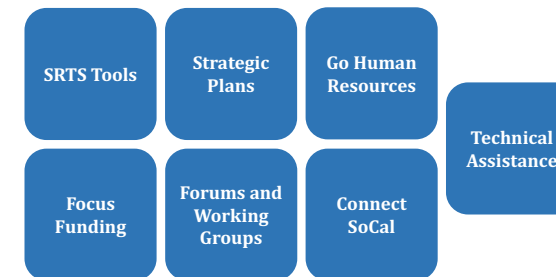 SRTS Tools
Strategic
Plans
Go Human
Resources
Technical
Assistance
Focus
Funding
Forums and
Working
Groups
Connect
SoCal